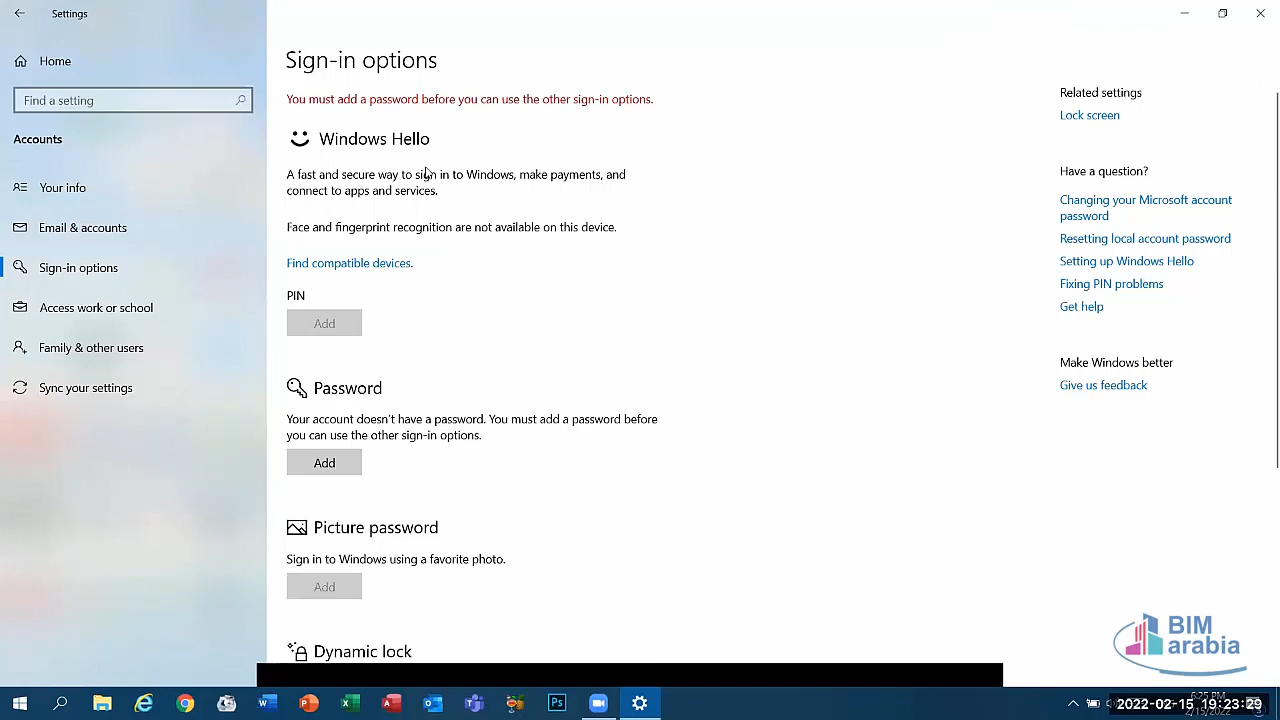 Settings
Home
Find a setting
Accounts
Your info
Email & accounts
Sign-in options
Access work or school
Family & other users
Sync your settings
Sign-in options
You must add a password before you can use the other sign-in options.
Windows Hello
A fast and secure way to sign in to Windows, make payments, and
connect to apps and services.
Face and fingerprint recognition are not available on this device.
Find compatible devices.
PIN
Add
Password
Your account doesn't have a password. You must add a password before
you can use the other sign-in options.
Add
Picture password
Sign in to Windows using a favorite photo.
Add
Dynamic lock
Related settings
Lock screen
Have a question?
Changing your Microsoft account
password
Resetting local account password
Setting up Windows Hello
Fixing PIN problems
Get help
Make Windows better
Give us feedback
BIM
arabia
Ps
6:25 PM
2022-02-15 19:23:29
2/15/2022